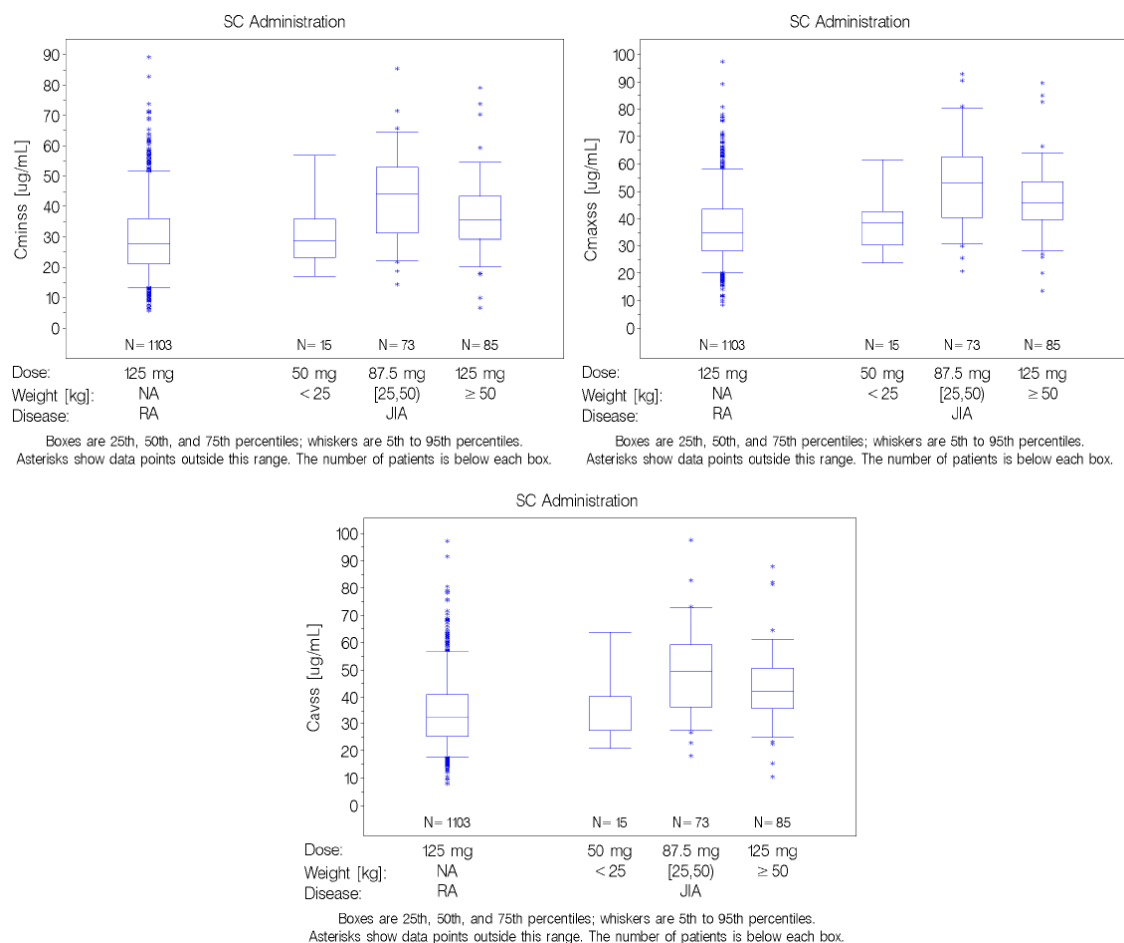 SC Administration
Cminss [ug/mL]
90
80
70
60
50
40
30
20
10
0
N= 1103 N= 15 N= 73 N= 85
Dose: 125 mg 50 mg 87.5 mg 125 mg
Weight [kg]: NA < 25 [25,50) ≥ 50
Disease: RA JIA
Boxes are 25th, 50th, and 75th percentiles; whiskers are 5th to 95th percentiles.
Asterisks show data points outside this range. The number of patients is below each box.
SC Administration
Cmaxss [ug/mL]
100
90
80
70
60
50
40
30
20
10
0
N= 1103 N= 15 N= 73 N= 85
Dose: 125 mg 50 mg 87.5 mg 125 mg
Weight [kg]: NA < 25 [25,50) ≥ 50
Disease: RA JIA
Boxes are 25th, 50th, and 75th percentiles; whiskers are 5th to 95th percentiles.
Asterisks show data points outside this range. The number of patients is below each box.
SC Administration
Cavss [ug/mL]
100
90
80
70
60
50
40
30
20
10
0
N= 1103 N= 15 N= 73 N= 85
Dose: 125 mg 50 mg 87.5 mg 125 mg
Weight [kg]: NA < 25 [25,50) ≥ 50
Disease: RA JIA
Boxes are 25th, 50th, and 75th percentiles; whiskers are 5th to 95th percentiles.
Asterisks show data points outside this range. The number of patients is below each box.